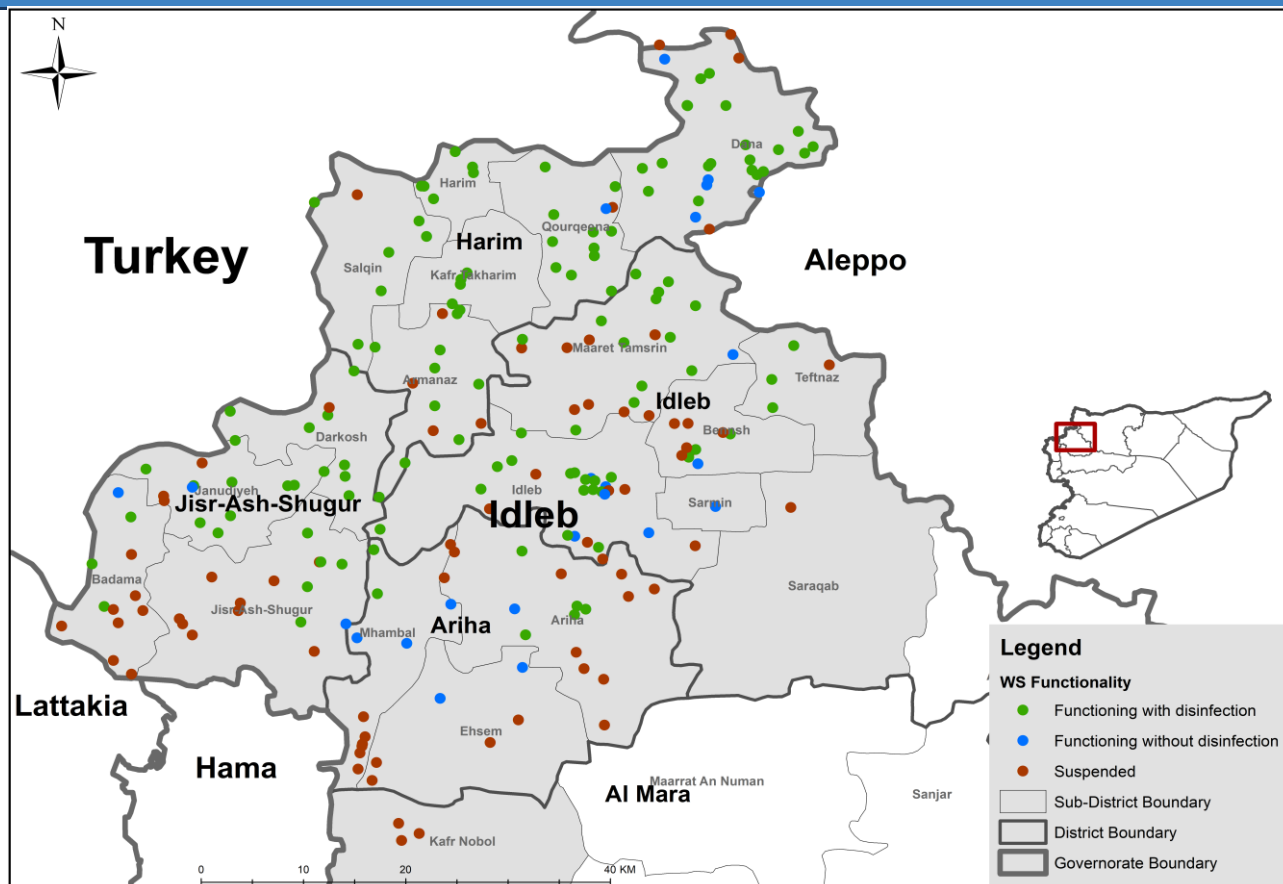 N
Dana
Harim
Turkey
Harim
Qourqeena
Aleppo
Salqin
Kafr Takharim
Maaret Tamsrin
Teftnaz
Armanaz
Idleb
Darkosh
Benesh
Janudiyeh
Jisr-Ash-Shugur
Idleb
Sarmin
Idleb
Badama
Saraqab
Jisr-Ash-Shugur
Mhambal
Ariha
Ariha
Lattakia
Ehsem
Hama
Maarrat An Numan
Al Mara
Sanjar
Kafr Nobol
0 10 20 40 KM
Legend
WS Functionality
Functioning with disinfection
Functioning without disinfection
Suspended
Sub-District Boundary
District Boundary
Governorate Boundary